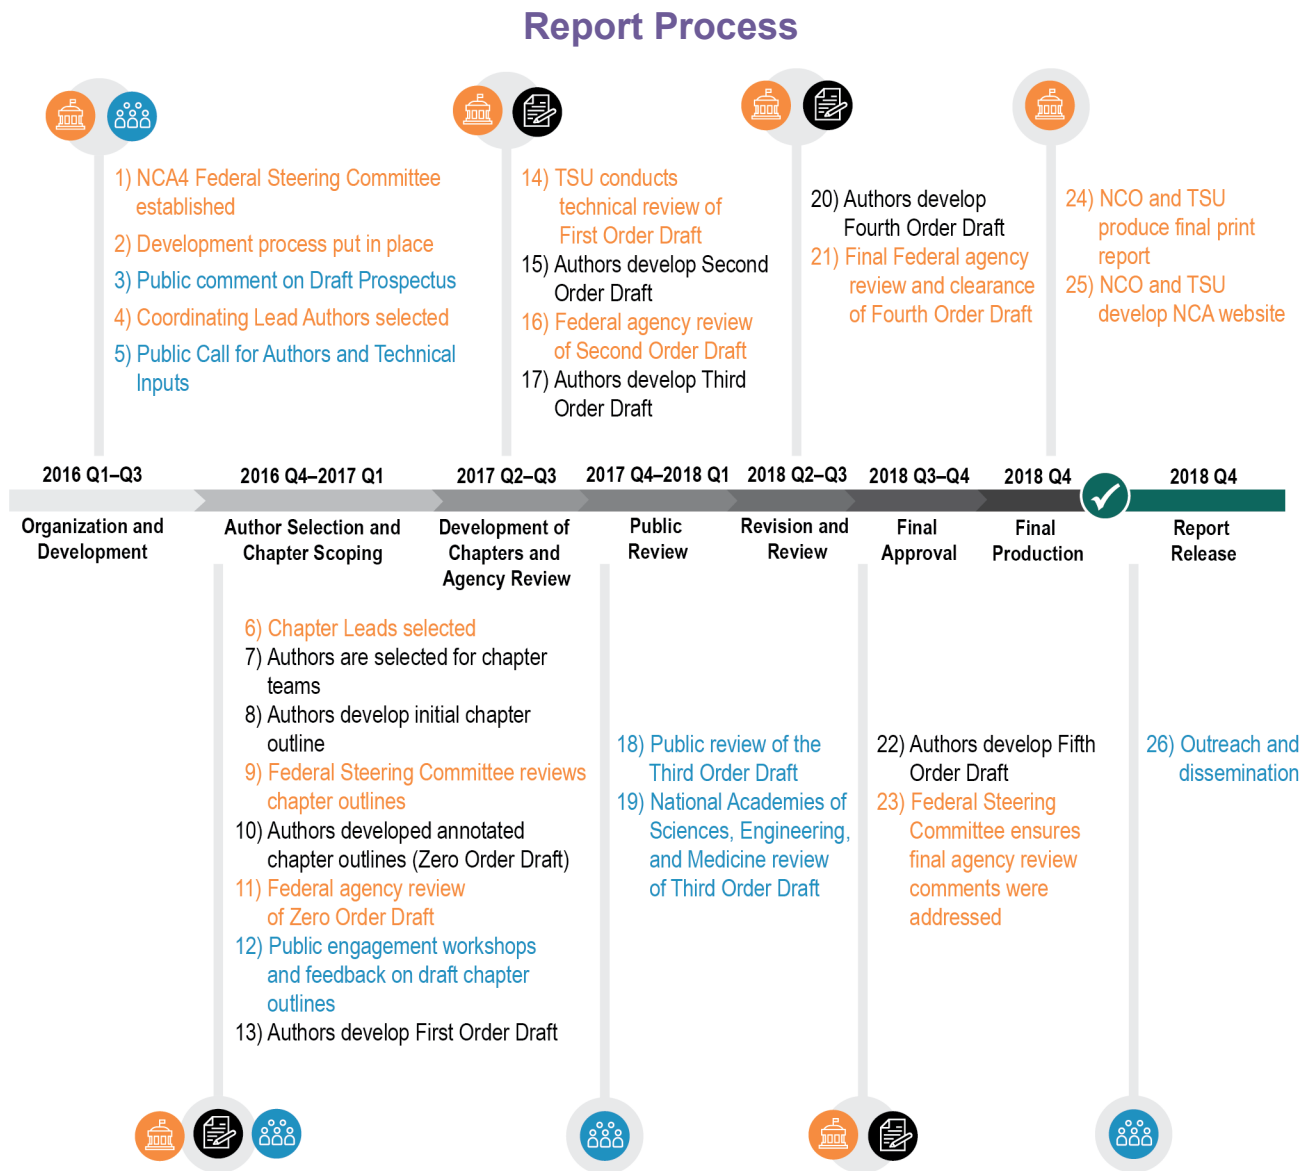 Report Process
1) NCA4 Federal Steering Committee
established
2) Development process put in place
3) Public comment on Draft Prospectus
4) Coordinating Lead Authors selected
5) Public Call for Authors and Technical
Inputs
14) TSU conducts
technical review of
First Order Draft
15) Authors develop Second
Order Draft
16) Federal agency review
of Second Order Draft
17) Authors develop Third
Order Draft
20) Authors develop
Fourth Order Draft
21) Final Federal agency
review and clearance
of Fourth Order Draft
24) NCO and TSU
produce final print
report
25) NCO and TSU
develop NCA website
2016 Q1–Q3
2016 Q4–2017 Q1
2017 Q2–Q3
2017 Q4–2018 Q1
2018 Q2–Q3
2018 Q3–Q4
2018 Q4
2018 Q4
Organization and
Development
Author Selection and
Chapter Scoping
Development of
Chapters and
Agency Review
Public
Review
Revision and
Review
Final
Approval
Final
Production
Report
Release
6) Chapter Leads selected
7) Authors are selected for chapter
teams
8) Authors develop initial chapter
outline
9) Federal Steering Committee reviews
chapter outlines
10) Authors developed annotated
chapter outlines (Zero Order Draft)
11) Federal agency review
of Zero Order Draft
12) Public engagement workshops
and feedback on draft chapter
outlines
13) Authors develop First Order Draft
18) Public review of the
Third Order Draft
19) National Academies of
Sciences, Engineering,
and Medicine review
of Third Order Draft
22) Authors develop Fifth
Order Draft
23) Federal Steering
Committee ensures
final agency review
comments were
addressed
26) Outreach and
dissemination